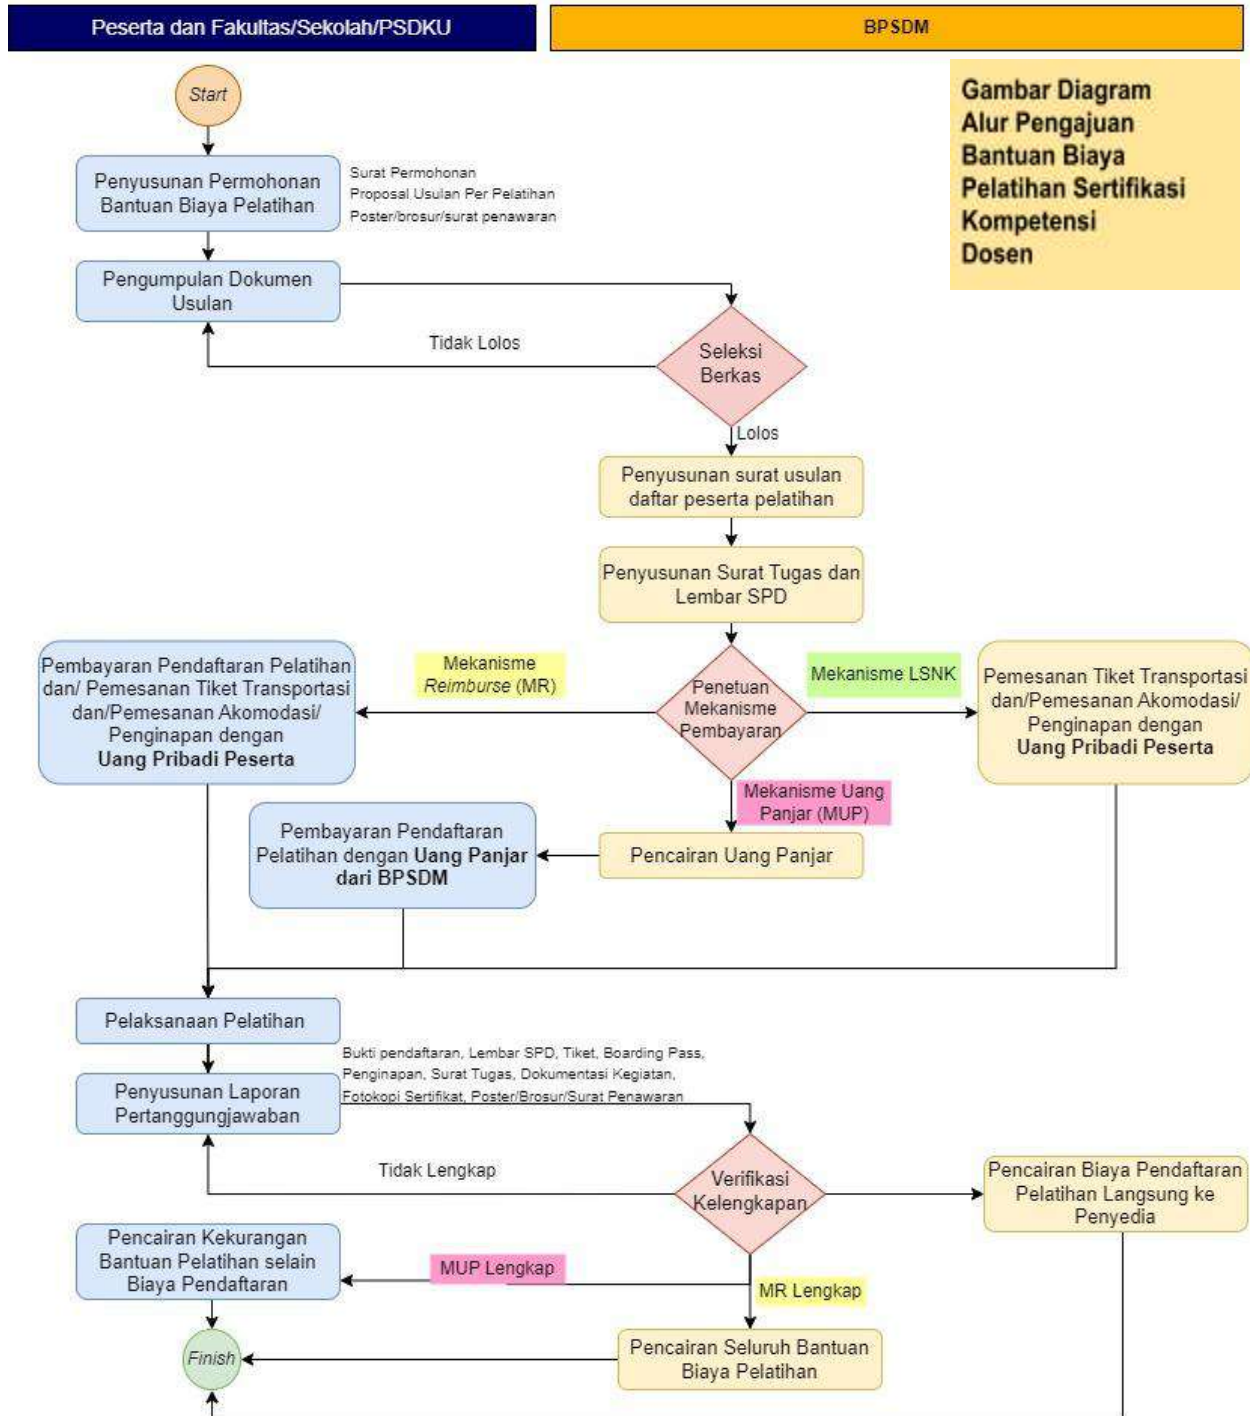 Peserta dan Fakultas/Sekolah/PSDKU
BPSDM
Gambar Diagram
Alur Pengajuan
Bantuan Biaya
Pelatihan Sertifikasi
Kompetensi
Dosen
Start
Penyusunan Permohonan
Bantuan Biaya Pelatihan
Surat Permohonan
Proposal Usulan Per Pelatihan
Poster/brosur/surat penawaran
Pengumpulan Dokumen
Usulan
Tidak Lolos
Seleksi
Berkas
Lolos
Penyusunan surat usulan
daftar peserta pelatihan
Penyusunan Surat Tugas dan
Lembar SPD
Pembayaran Pendaftaran Pelatihan
dan/ Pemesanan Tiket Transportasi
dan/Pemesanan Akomodasi/
Penginapan dengan
Uang Pribadi Peserta
Mekanisme
Reimburse (MR)
Penetuan
Mekanisme
Pembayaran
Mekanisme LSNK
Pemesanan Tiket Transportasi
dan/Pemesanan Akomodasi/
Penginapan dengan
Uang Pribadi Peserta
Mekanisme Uang
Panjar (MUP)
Pembayaran Pendaftaran
Pelatihan dengan Uang Panjar
dari BPSDM
Pencairan Uang Panjar
Pelaksanaan Pelatihan
Bukti pendaftaran, Lembar SPD, Tiket, Boarding Pass,
Penginapan, Surat Tugas, Dokumentasi Kegiatan,
Fotokopi Sertifikat, Poster/Brosur/Surat Penawaran
Penyusunan Laporan
Pertanggungjawaban
Tidak Lengkap
Verifikasi
Kelengkapan
Pencairan Biaya Pendaftaran
Pelatihan Langsung ke
Penyedia
Pencairan Kekurangan
Bantuan Pelatihan selain
Biaya Pendaftaran
MUP Lengkap
MR Lengkap
Finish
Pencairan Seluruh Bantuan
Biaya Pelatihan